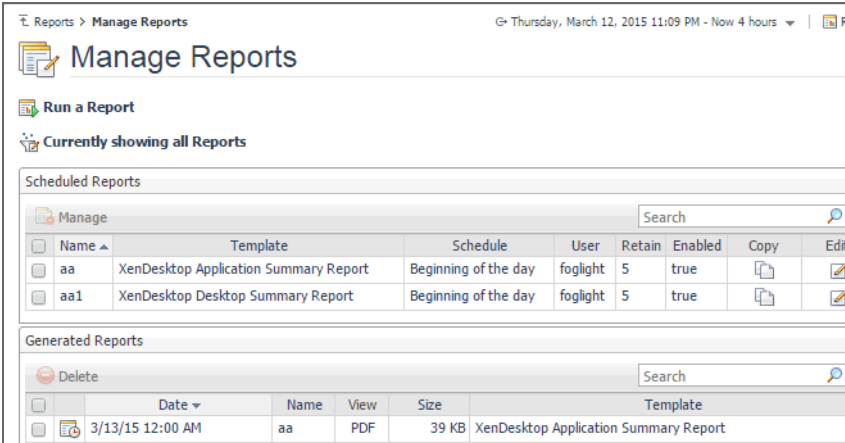 Reports > Manage Reports Thursday, March 12, 2015 11:09 PM - Now 4 hours
Manage Reports
Run a Report
Currently showing all Reports
Scheduled Reports
Manage Search
Name Template Schedule User Retain Enabled Copy Edit
aa XenDesktop Application Summary Report Beginning of the day foglight 5 true
aa1 XenDesktop Desktop Summary Report Beginning of the day foglight 5 true
Generated Reports
Delete Search
Date Name View Size Template
3/13/15 12:00 AM aa PDF 39 KB XenDesktop Application Summary Report